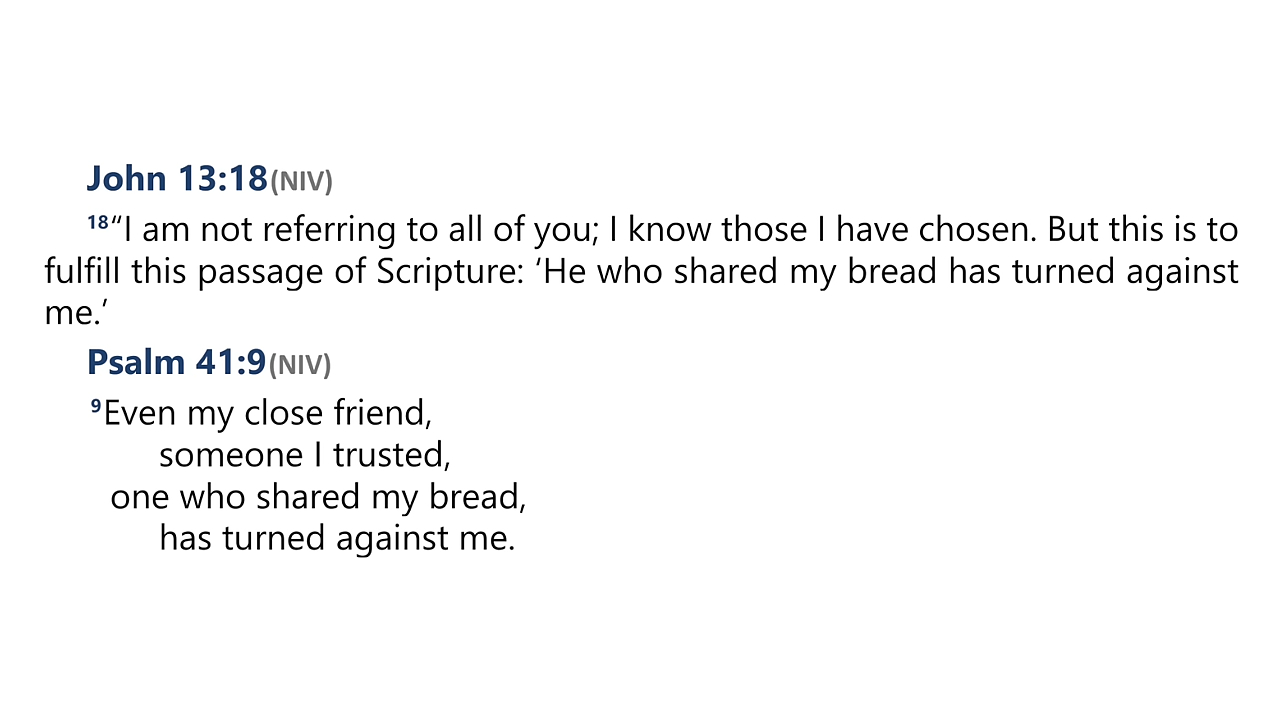 John 13:18(NIV)
18“I am not referring to all of you; I know those I have chosen. But this is to
fulfill this passage of Scripture: ‘He who shared my bread has turned against
me.’
Psalm 41:9(NIV)
9Even my close friend,
someone I trusted,
one who shared my bread,
has turned against me.